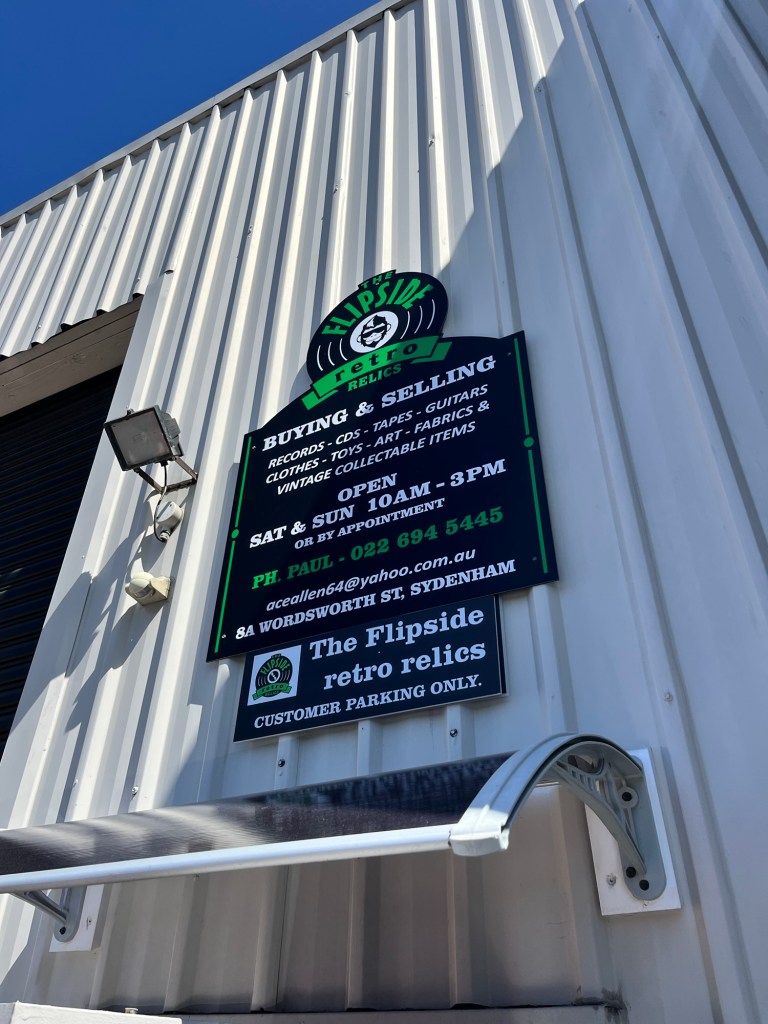 THE
FLIPSIDE
retro
RELICS
BUYING & SELLING
RECORDS - CDS - TAPES - GUITARS
CLOTHES - TOYS - ART - FABRICS &
VINTAGE COLLECTABLE ITEMS
OPEN
SAT & SUN 10AM - 3PM
OR BY APPOINTMENT
PH. PAUL - 022 694 5445
aceallen64@yahoo.com.au
8A WORDSWORTH ST, SYDENHAM
FLIPSIDE
retro
The Flipside
retro relics
CUSTOMER PARKING ONLY.